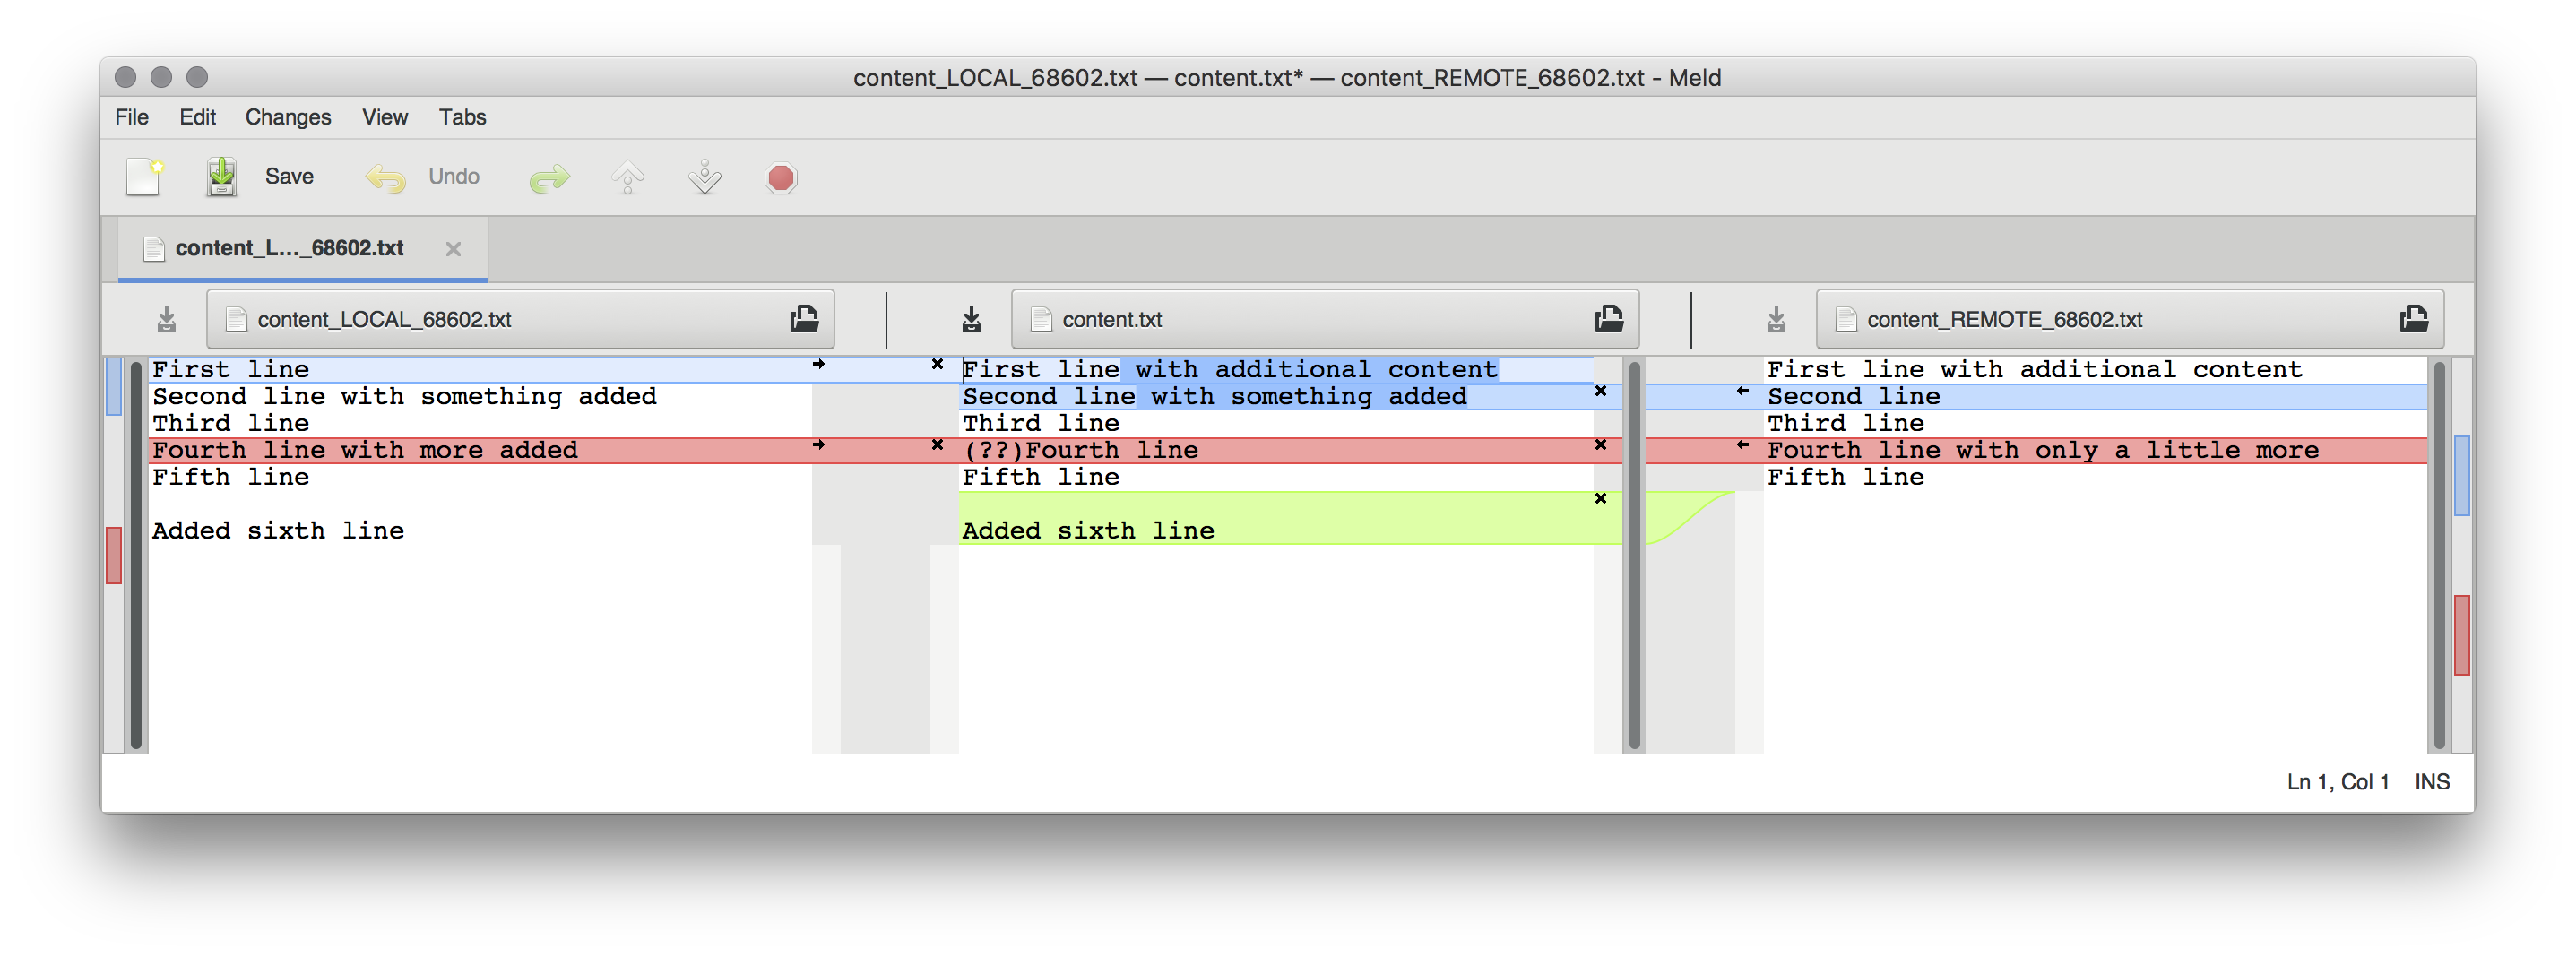 content_LOCAL_68602.txt — content.txt* — content_REMOTE_68602.txt - Meld
File Edit Changes View Tabs
Save Undo
content_L..._68602.txt
content_LOCAL_68602.txt
content.txt
content_REMOTE_68602.txt
First line
Second line with something added
Third line
Fourth line with more added
Fifth line
Added sixth line
First line with additional content
Second line with something added
Third line
(??)Fourth line
Fifth line
Added sixth line
First line with additional content
Second line
Third line
Fourth line with only a little more
Fifth line
Ln 1, Col 1 INS